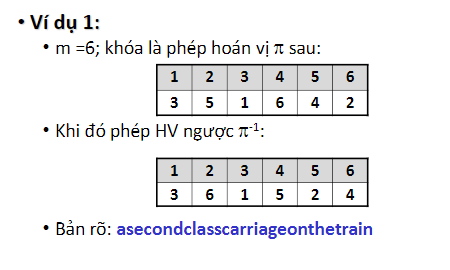 • Ví dụ 1:
• m =6; khóa là phép hoán vị π sau:
1 2 3 4 5 6
3 5 1 6 4 2
• Khi đó phép HV ngược π⁻¹:
1 2 3 4 5 6
3 6 1 5 2 4
• Bản rõ: asecondclasscarriageonthetrain